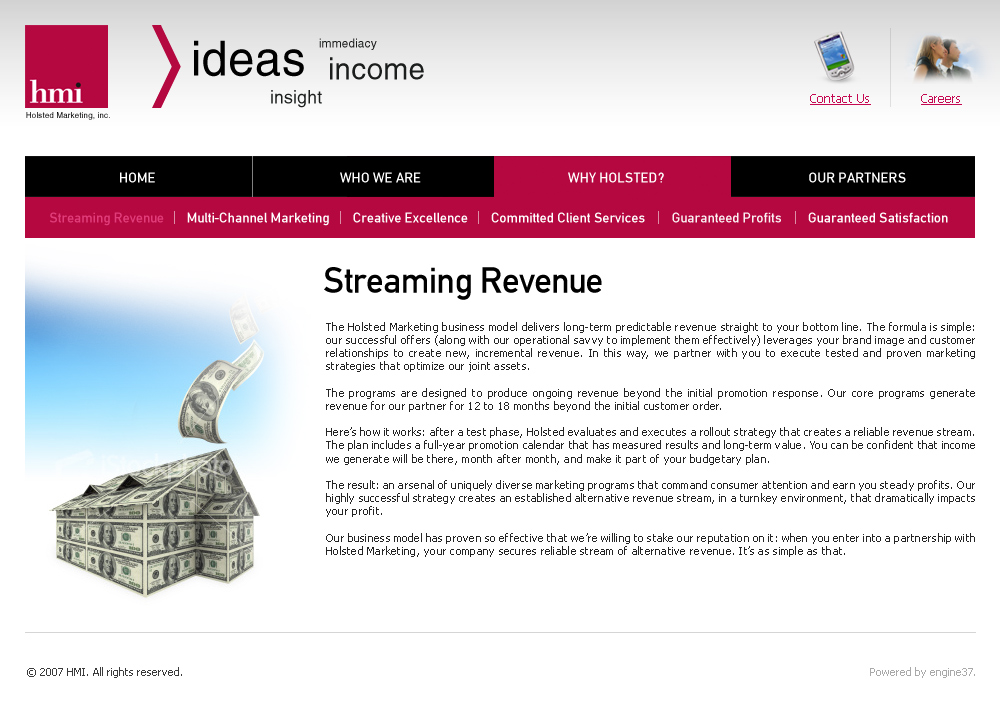 hmi
Holsted Marketing, inc.
ideas
immediacy
income
insight
Contact Us
Careers
HOME
WHO WE ARE
WHY HOLSTED?
OUR PARTNERS
Streaming Revenue
Multi-Channel Marketing
Creative Excellence
Committed Client Services
Guaranteed Profits
Guaranteed Satisfaction
Streaming Revenue
The Holsted Marketing business model delivers long-term predictable revenue straight to your bottom line. The formula is simple:
our successful offers (along with our operational savvy to implement them effectively) leverages your brand image and customer
relationships to create new, incremental revenue. In this way, we partner with you to execute tested and proven marketing
strategies that optimize our joint assets.
The programs are designed to produce ongoing revenue beyond the initial promotion response. Our core programs generate
revenue for our partner for 12 to 18 months beyond the initial customer order.
Here's how it works: after a test phase, Holsted evaluates and executes a rollout strategy that creates a reliable revenue stream.
The plan includes a full-year promotion calendar that has measured results and long-term value. You can be confident that income
we generate will be there, month after month, and make it part of your budgetary plan.
The result: an arsenal of uniquely diverse marketing programs that command consumer attention and earn you steady profits. Our
highly successful strategy creates an established alternative revenue stream, in a turnkey environment, that dramatically impacts
your profit.
Our business model has proven so effective that we're willing to stake our reputation on it: when you enter into a partnership with
Holsted Marketing, your company secures reliable stream of alternative revenue. It's as simple as that.
© 2007 HMI. All rights reserved.
Powered by engine37.